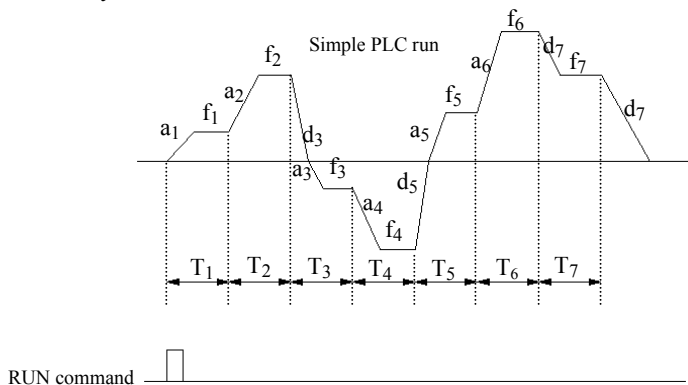 Simple PLC run
a1 f1 a2 f2 d3 a3 f3 a4 f4 d5 a5 f5 a6 f6 d7 f7 d7
T1 T2 T3 T4 T5 T6 T7
RUN command